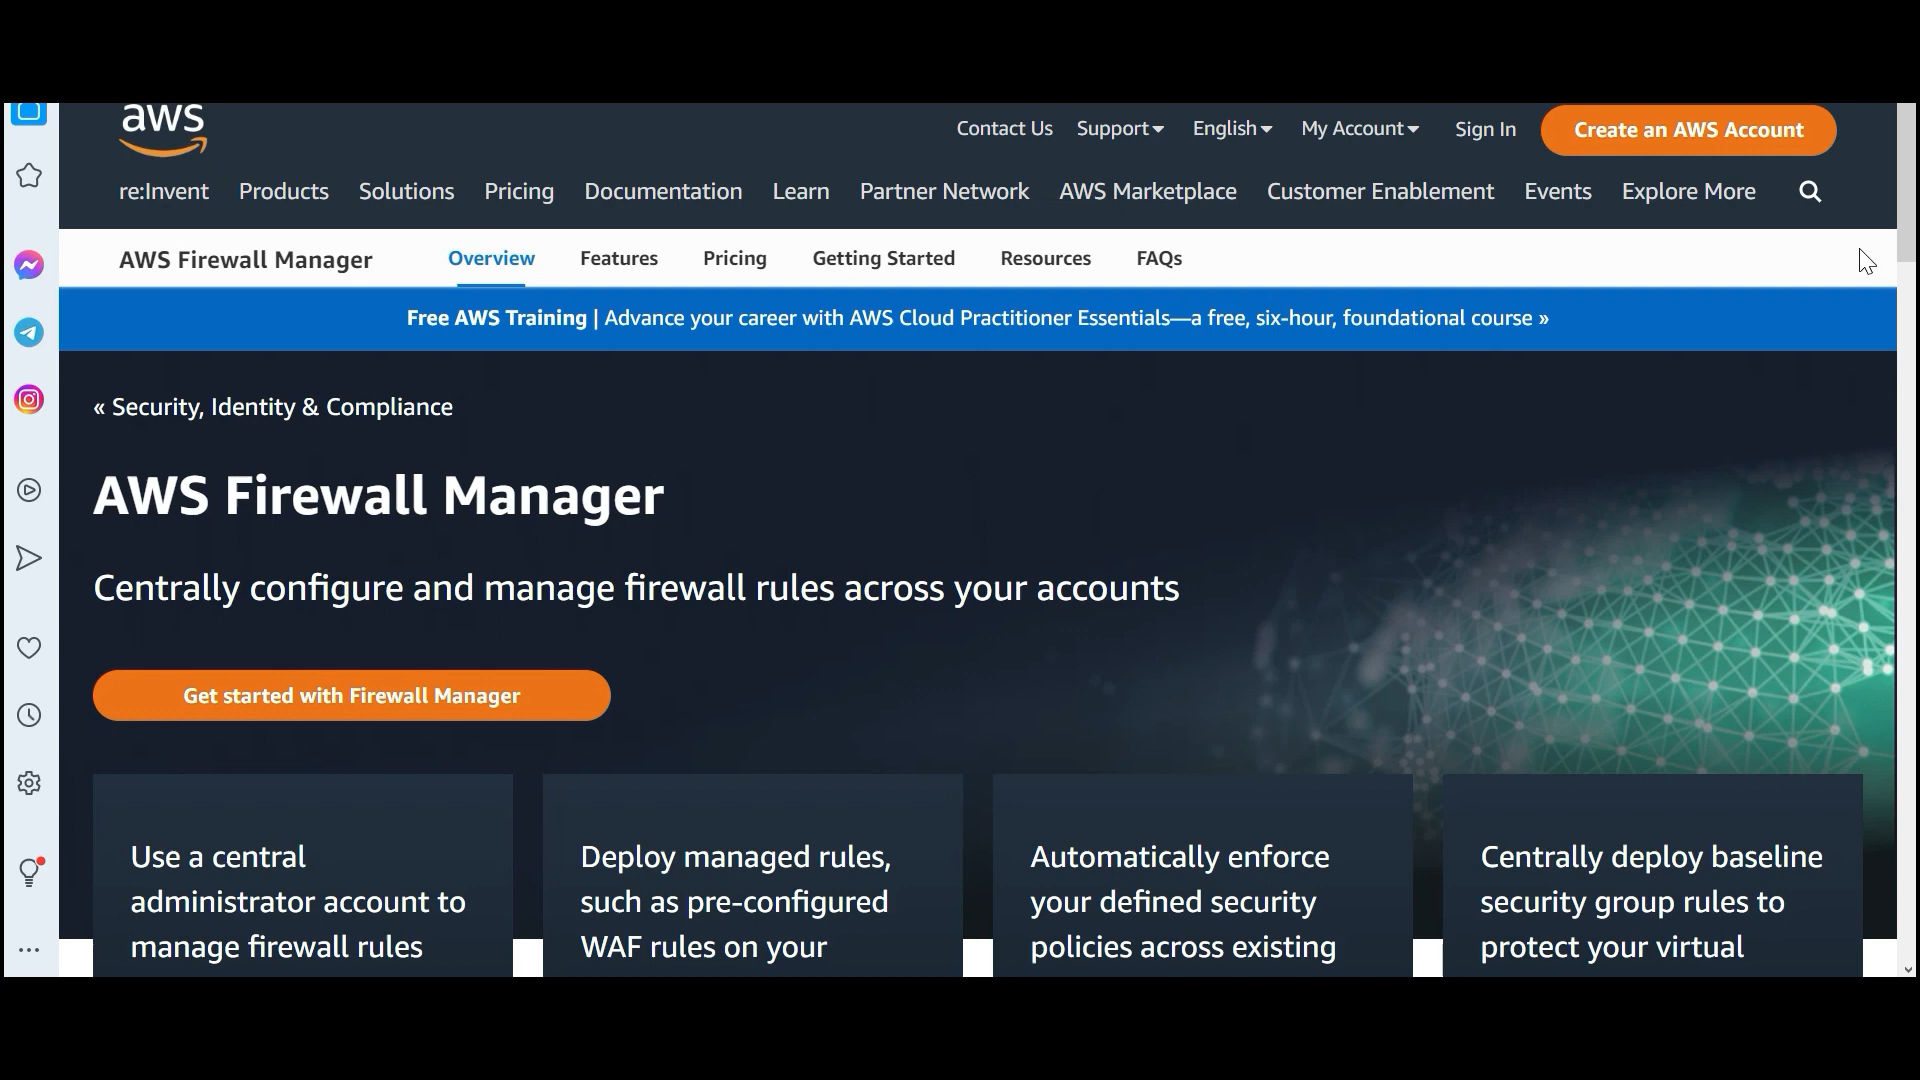 aws
Contact Us Support English My Account Sign In Create an AWS Account
re:Invent Products Solutions Pricing Documentation Learn Partner Network AWS Marketplace Customer Enablement Events Explore More
AWS Firewall Manager Overview Features Pricing Getting Started Resources FAQs
Free AWS Training | Advance your career with AWS Cloud Practitioner Essentials—a free, six-hour, foundational course »
« Security, Identity & Compliance
AWS Firewall Manager
Centrally configure and manage firewall rules across your accounts
Get started with Firewall Manager
Use a central
administrator account to
manage firewall rules
Deploy managed rules,
such as pre-configured
WAF rules on your
Automatically enforce
your defined security
policies across existing
Centrally deploy baseline
security group rules to
protect your virtual